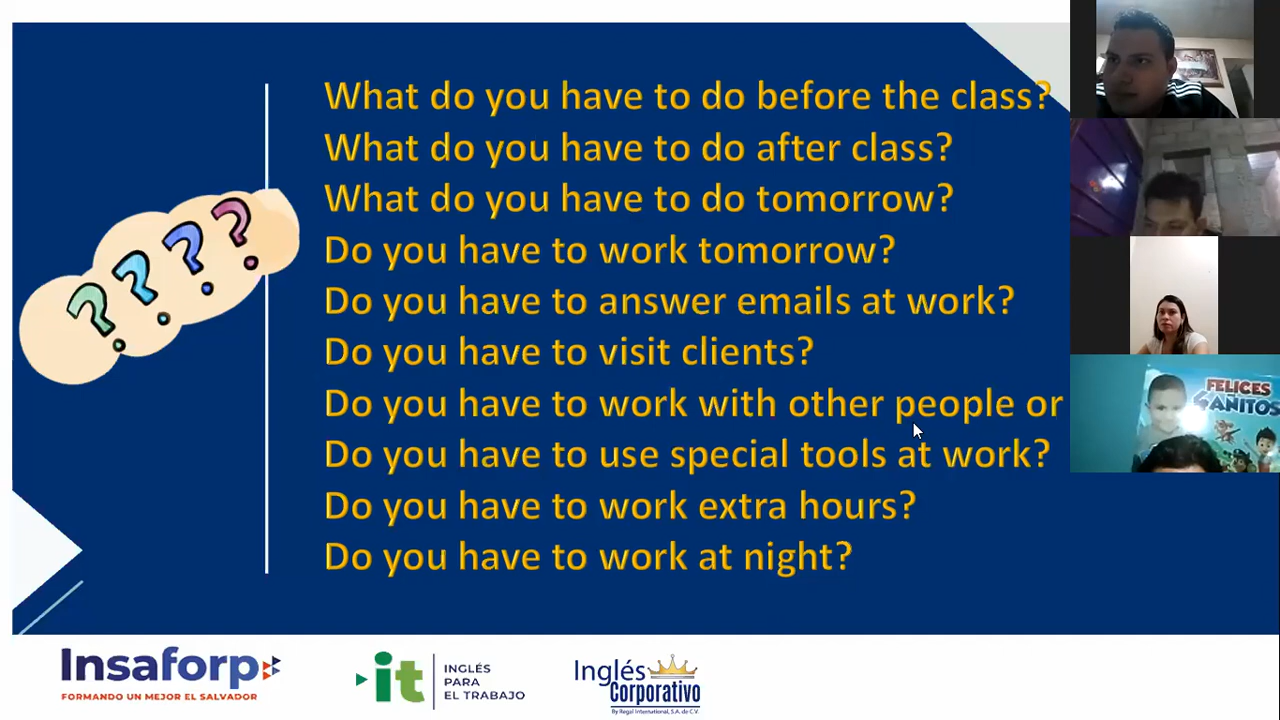 What do you have to do before the class?
What do you have to do after class?
What do you have to do tomorrow?
Do you have to work tomorrow?
Do you have to answer emails at work?
Do you have to visit clients?
Do you have to work with other people or
Do you have to use special tools at work?
Do you have to work extra hours?
Do you have to work at night?
? ? ? ?
FELICES
AÑITOS
Insaforp
FORMANDO UN MEJOR EL SALVADOR
it
INGLÉS
PARA
EL TRABAJO
Inglés
Corporativo
By Regal International, S.A. de C.V.